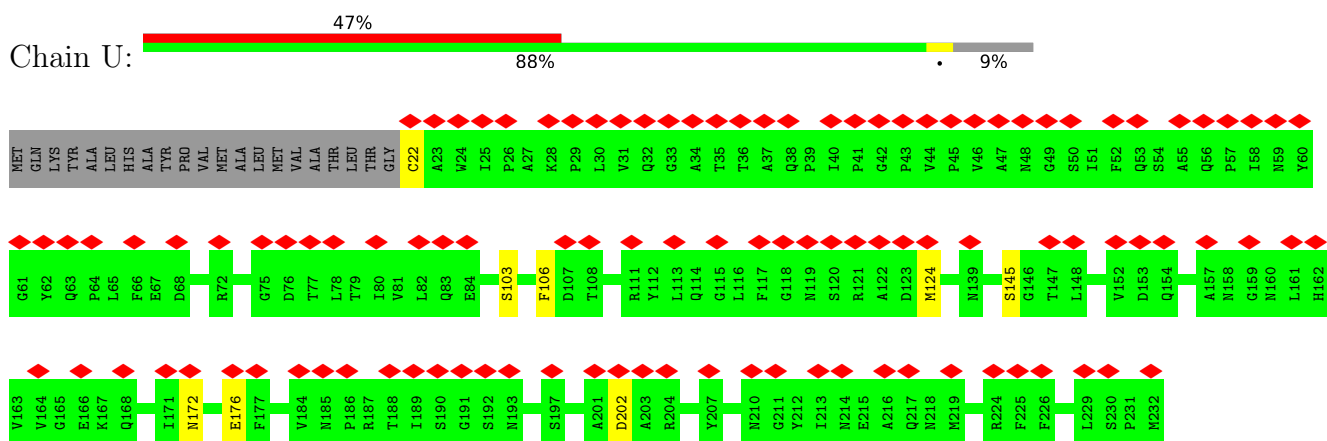 47%
Chain U:
88% • 9%
MET GLN LYS TYR ALA LEU HIS ALA TYR PRO VAL MET ALA LEU MET VAL ALA THR LEU THR GLY C22 A23 W24 I25 P26 A27 K28 P29 L30 V31 Q32 G33 A34 T35 T36 A37 Q38 P39 I40 P41 G42 P43 V44 P45 V46 A47 N48 G49 S50 I51 F52 Q53 S54 A55 Q56 P57 I58 N59 Y60
G61 Y62 Q63 P64 L65 F66 E67 D68 R72 G75 D76 T77 L78 T79 I80 V81 L82 Q83 E84 S103 F106 D107 T108 R111 Y112 L113 Q114 G115 L116 F117 G118 N119 S120 R121 A122 D123 M124 N139 S145 G146 T147 L148 V152 D153 Q154 A157 N158 G159 N160 L161 H162
V163 V164 G165 E166 K167 Q168 I171 N172 E176 F177 V184 N185 P186 R187 T188 I189 S190 G191 S192 N193 S197 A201 D202 A203 R204 Y207 N210 G211 Y212 I213 N214 E215 A216 Q217 N218 M219 R224 F225 F226 L229 S230 P231 M232